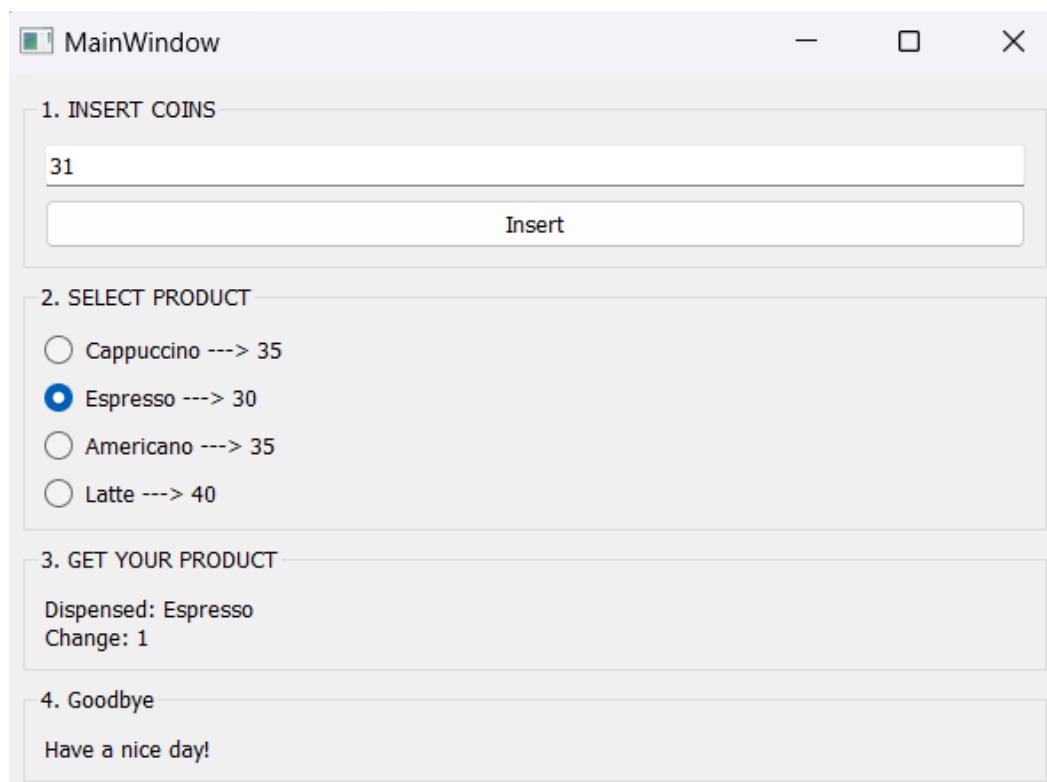 MainWindow
1. INSERT COINS
31
Insert
2. SELECT PRODUCT
Cappuccino ---> 35
Espresso ---> 30
Americano ---> 35
Latte ---> 40
3. GET YOUR PRODUCT
Dispensed: Espresso
Change: 1
4. Goodbye
Have a nice day!